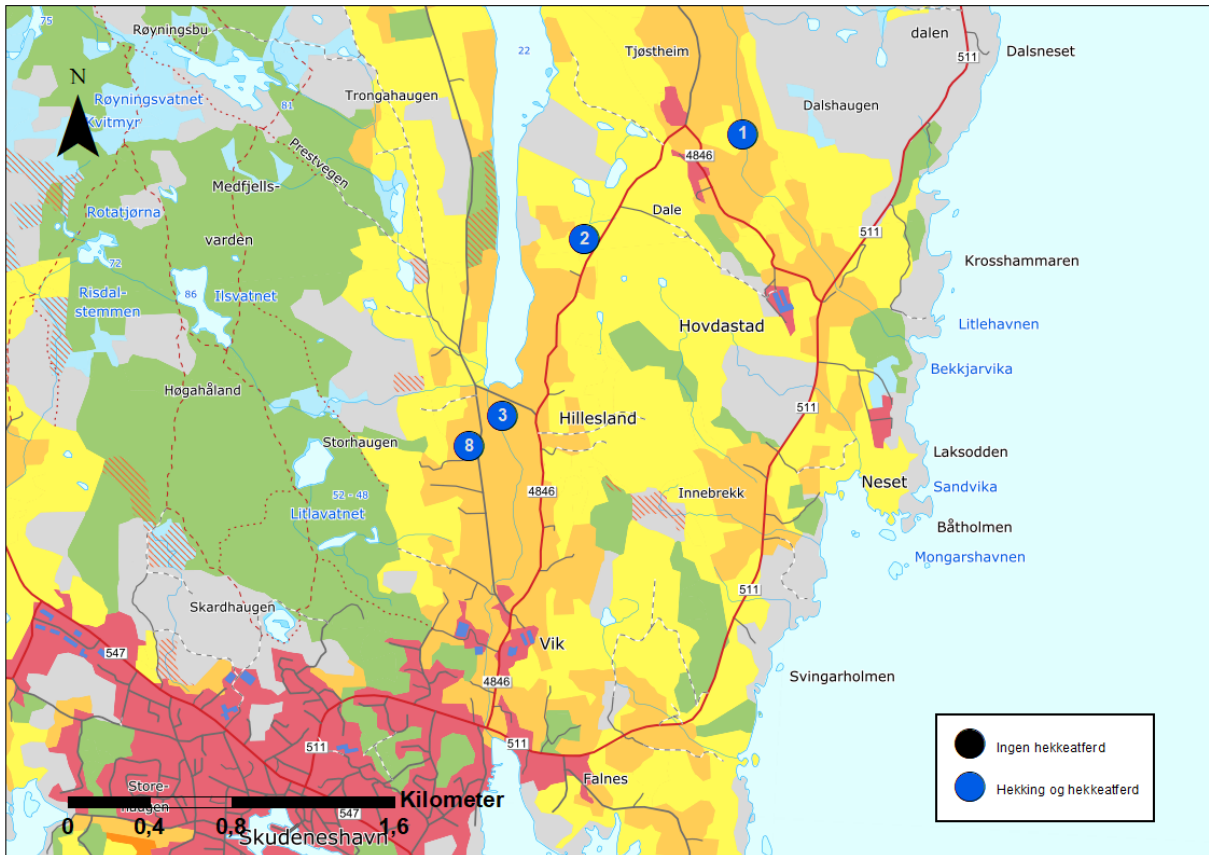 75
Røyningsbu
22
Tjøstheim
dalen
511
Dalsneset
N
Røyningsvatnet
Kvitmyr
81
Trongahaugen
Dalshaugen
1
Prestvegen
4846
Medfjells-
varden
Rotatjørna
Dale
2
511
72
Risdal-
stemmen
86
Ilsvatnet
Krosshammaren
Hovdastad
Litlehavnen
Bekkjarvika
Høgahåland
3
511
Hillesland
Storhaugen
8
Laksodden
Neset
Sandvika
52 - 48
Litlavatnet
4846
Innebrekk
Båtholmen
Mongarshavnen
511
Skardhaugen
Vik
547
4846
Svingarholmen
511
511
Falnes
Store-
haugen
Kilometer
547
0 0,4 0,8 1,6
Skudeneshavn
Ingen hekkeatferd
Hekking og hekkeatferd